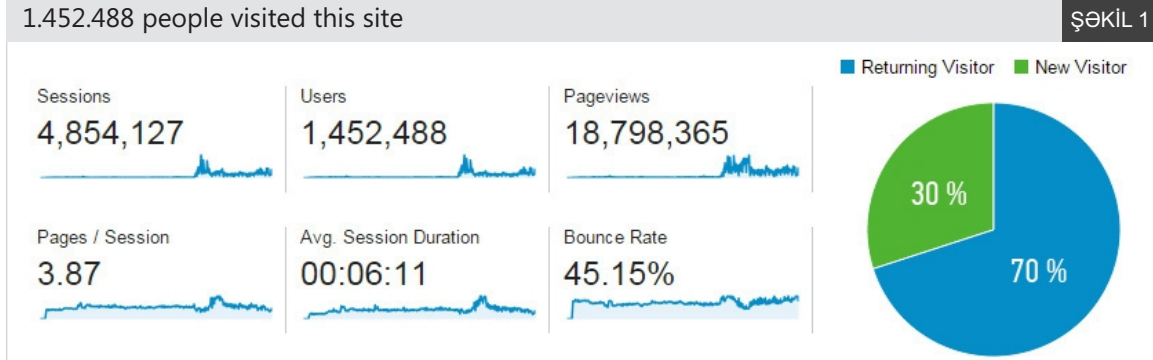 1.452.488 people visited this site
ŞƏKİL 1
Returning Visitor New Visitor
Sessions
4,854,127
Users
1,452,488
Pageviews
18,798,365
Pages / Session
3.87
Avg. Session Duration
00:06:11
Bounce Rate
45.15%
30 %
70 %